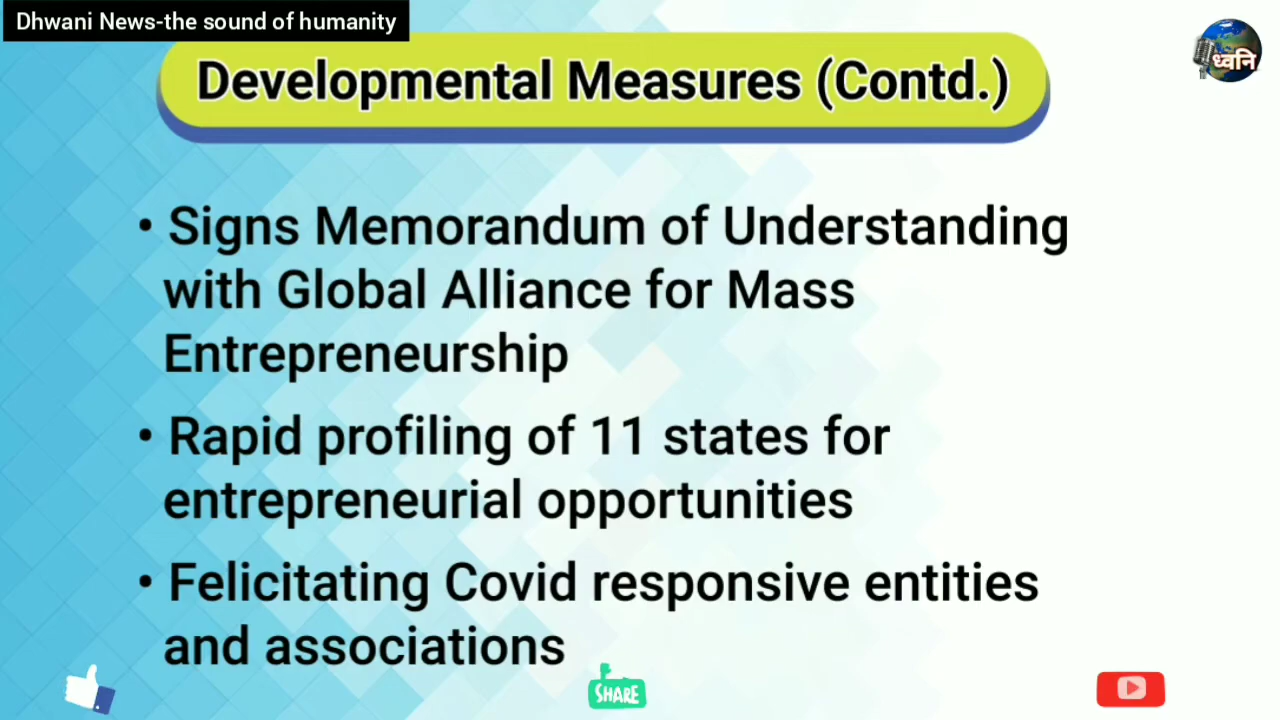 Dhwani News-the sound of humanity
ध्वनि
Developmental Measures (Contd.)
• Signs Memorandum of Understanding
with Global Alliance for Mass
Entrepreneurship
• Rapid profiling of 11 states for
entrepreneurial opportunities
• Felicitating Covid responsive entities
and associations
SHARE